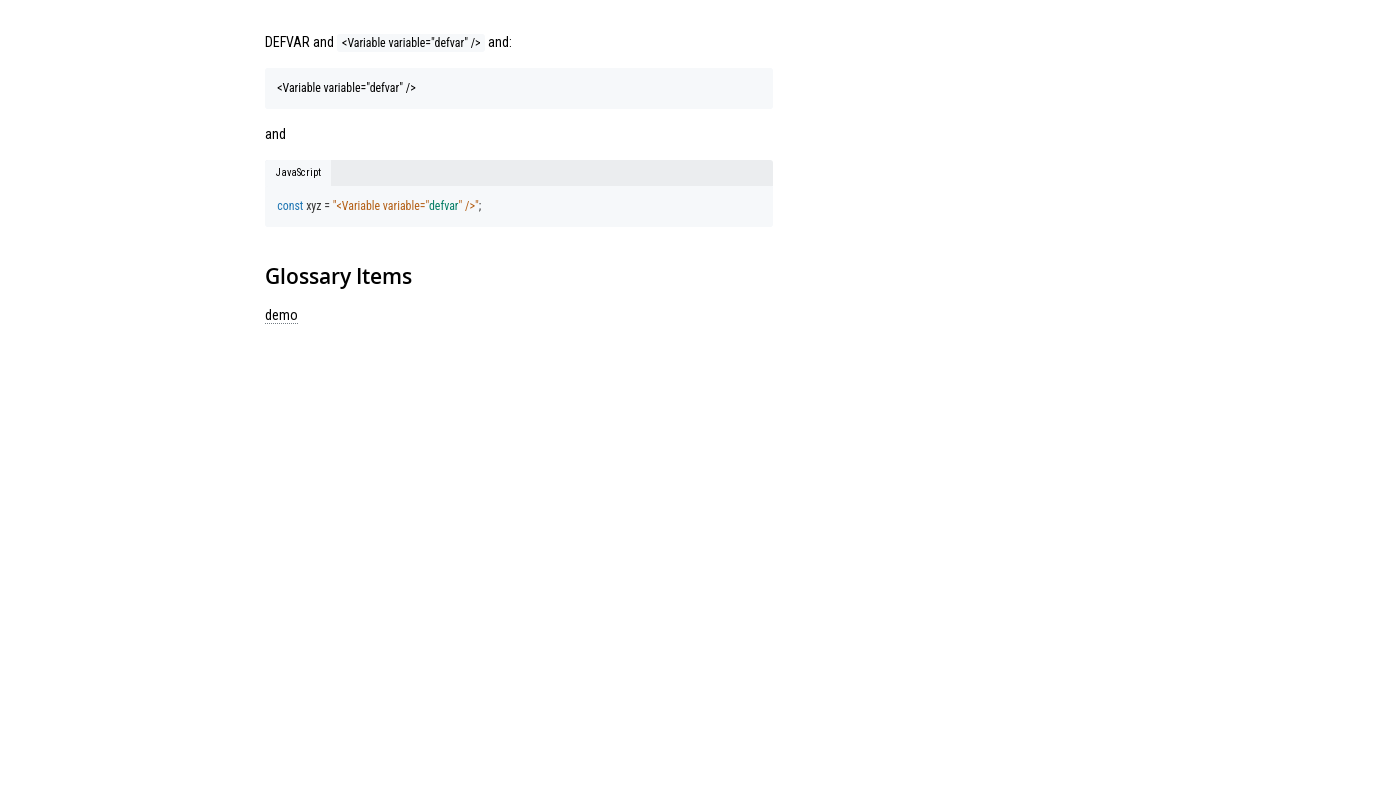 DEFVAR and <Variable variable="defvar" /> and:
<Variable variable="defvar" />
and
JavaScript
const xyz = "<Variable variable="defvar" />";
Glossary Items
demo